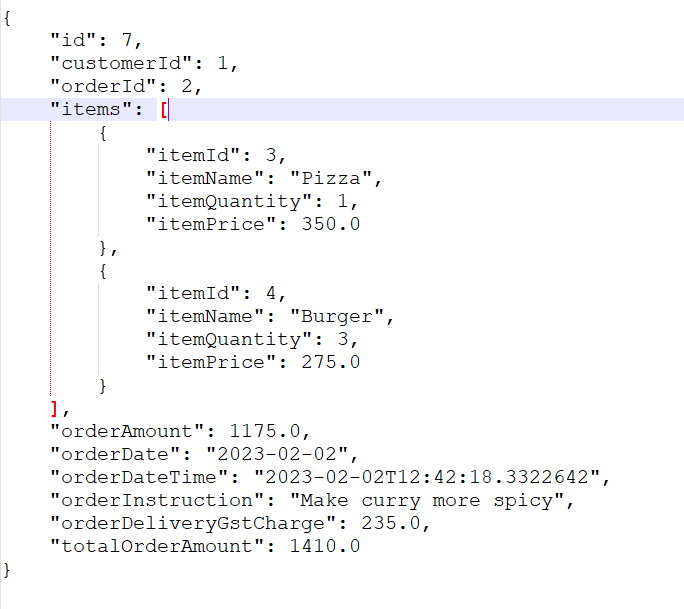 {
    "id": 7,
    "customerId": 1,
    "orderId": 2,
    "items": [
        {
            "itemId": 3,
            "itemName": "Pizza",
            "itemQuantity": 1,
            "itemPrice": 350.0
        },
        {
            "itemId": 4,
            "itemName": "Burger",
            "itemQuantity": 3,
            "itemPrice": 275.0
        }
    ],
    "orderAmount": 1175.0,
    "orderDate": "2023-02-02",
    "orderDateTime": "2023-02-02T12:42:18.3322642",
    "orderInstruction": "Make curry more spicy",
    "orderDeliveryGstCharge": 235.0,
    "totalOrderAmount": 1410.0
}